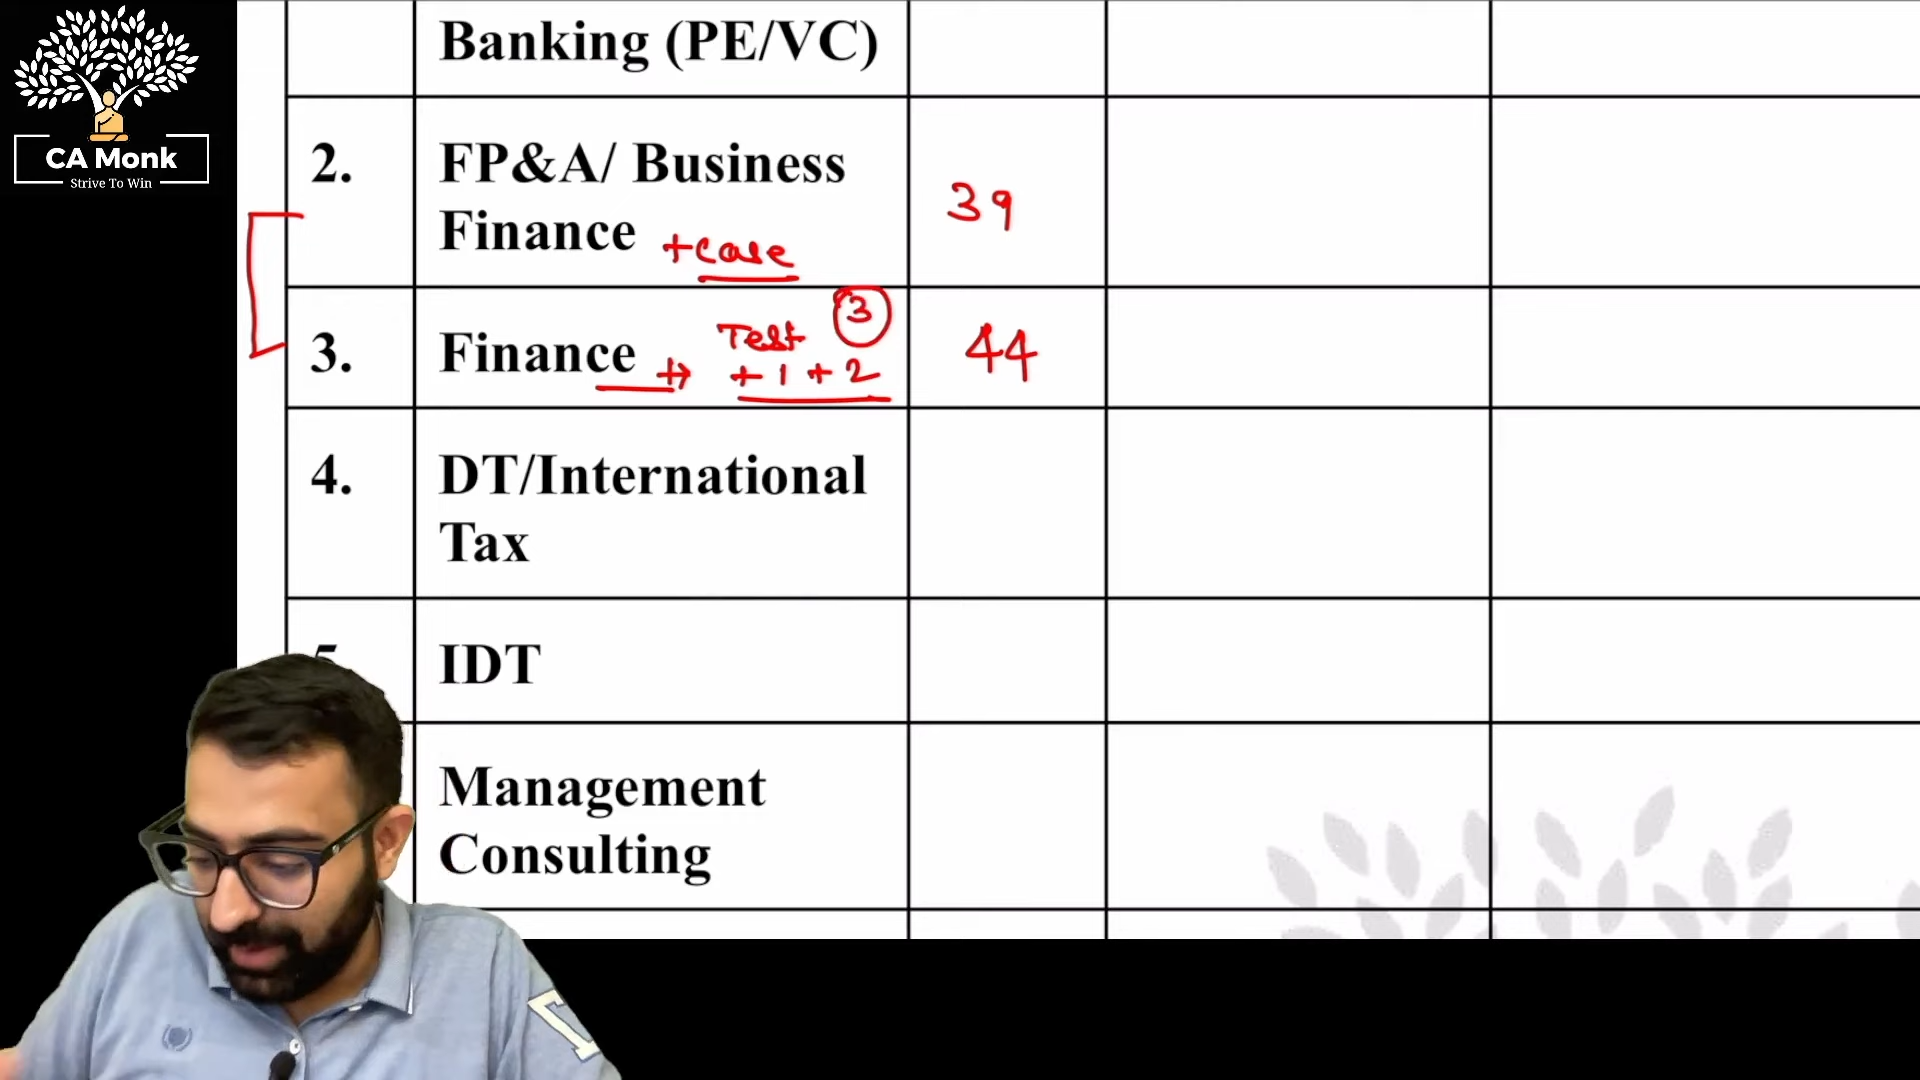 CA Monk
Strive To Win
Banking (PE/VC)
2.
FP&A/ Business
Finance +case
39
3.
Finance → Test 3
+ 1 + 2
44
4.
DT/International
Tax
5.
IDT
Management
Consulting